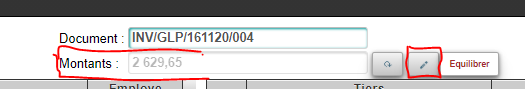 Document : INV/GLP/161120/004
Montants : 2 629,65 Equilibrer
Employe Tiers